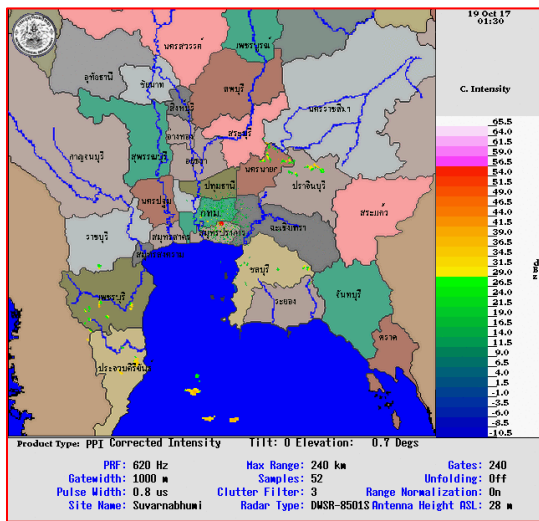 19 Oct 17
01:30
C. Intensity
นครสวรรค์
เพชรบูรณ์
อุทัยธานี
ชัยนาท
ลพบุรี
สิงห์บุรี
นครราชสีมา
อ่างทอง
สระบุรี
กาญจนบุรี
สุพรรณบุรี
อยุธยา
นครนายก
ปราจีนบุรี
ปทุมธานี
นครปฐม
กทม.
สระแก้ว
ราชบุรี
สมุทรสาคร
สมุทรปราการ
ฉะเชิงเทรา
สมุทรสงคราม
เพชรบุรี
ชลบุรี
ระยอง
จันทบุรี
ตราด
ประจวบคีรีขันธ์
65.5
64.0
61.5
59.0
56.5
54.0
51.5
49.0
46.5
44.0
41.5
39.0
36.5
34.0
31.5
29.0
26.5
24.0
21.5
19.0
16.5
14.0
11.5
9.0
6.5
4.0
1.5
-1.0
-3.5
-6.0
-8.5
-10.5
Product Type: PPI Corrected Intensity Tilt: 0 Elevation: 0.7 Degs
PRF: 620 Hz Max Range: 240 km Gates: 240
Gatewidth: 1000 m Samples: 52 Unfolding: Off
Pulse Width: 0.8 us Clutter Filter: 3 Range Normalization: On
Site Name: Suvarnabhumi Radar Type: DWSR-8501S Antenna Height ASL: 28 m